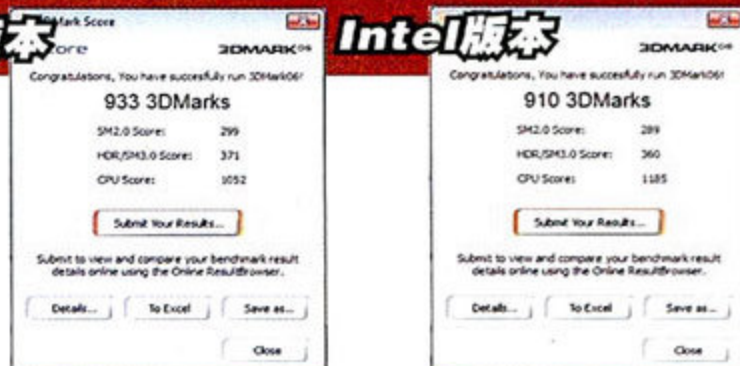 本
Mark Score
ore
3DMARK06
Congratulations, You have succesfully run 3DMark06!
933 3DMarks
SM2.0 Score: 299
HDR/SM3.0 Score: 371
CPU Score: 1052
Submit Your Results...
Submit to view and compare your benchmark result
details online using the Online ResultBrowser.
Details...
To Excel
Save as...
Close
Intel版本
3DMARK06
Congratulations, You have succesfully run 3DMark06!
910 3DMarks
SM2.0 Score: 289
HDR/SM3.0 Score: 360
CPU Score: 1185
Submit Your Results...
Submit to view and compare your benchmark result
details online using the Online ResultBrowser.
Details...
To Excel
Save as...
Close